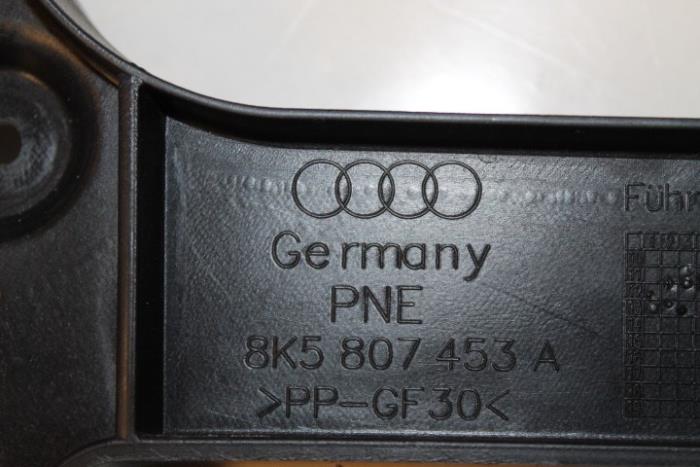 Germany
PNE
8K5 807 453 A
>PP-GF30<
Führ